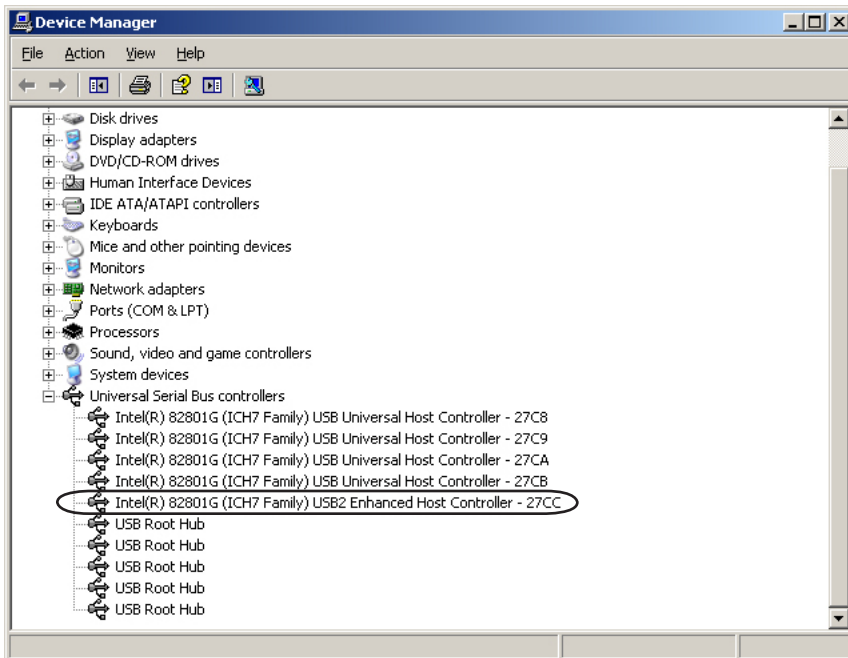 Device Manager
File Action View Help
Disk drives
Display adapters
DVD/CD-ROM drives
Human Interface Devices
IDE ATA/ATAPI controllers
Keyboards
Mice and other pointing devices
Monitors
Network adapters
Ports (COM & LPT)
Processors
Sound, video and game controllers
System devices
Universal Serial Bus controllers
Intel(R) 82801G (ICH7 Family) USB Universal Host Controller - 27C8
Intel(R) 82801G (ICH7 Family) USB Universal Host Controller - 27C9
Intel(R) 82801G (ICH7 Family) USB Universal Host Controller - 27CA
Intel(R) 82801G (ICH7 Family) USB Universal Host Controller - 27CB
Intel(R) 82801G (ICH7 Family) USB2 Enhanced Host Controller - 27CC
USB Root Hub
USB Root Hub
USB Root Hub
USB Root Hub
USB Root Hub